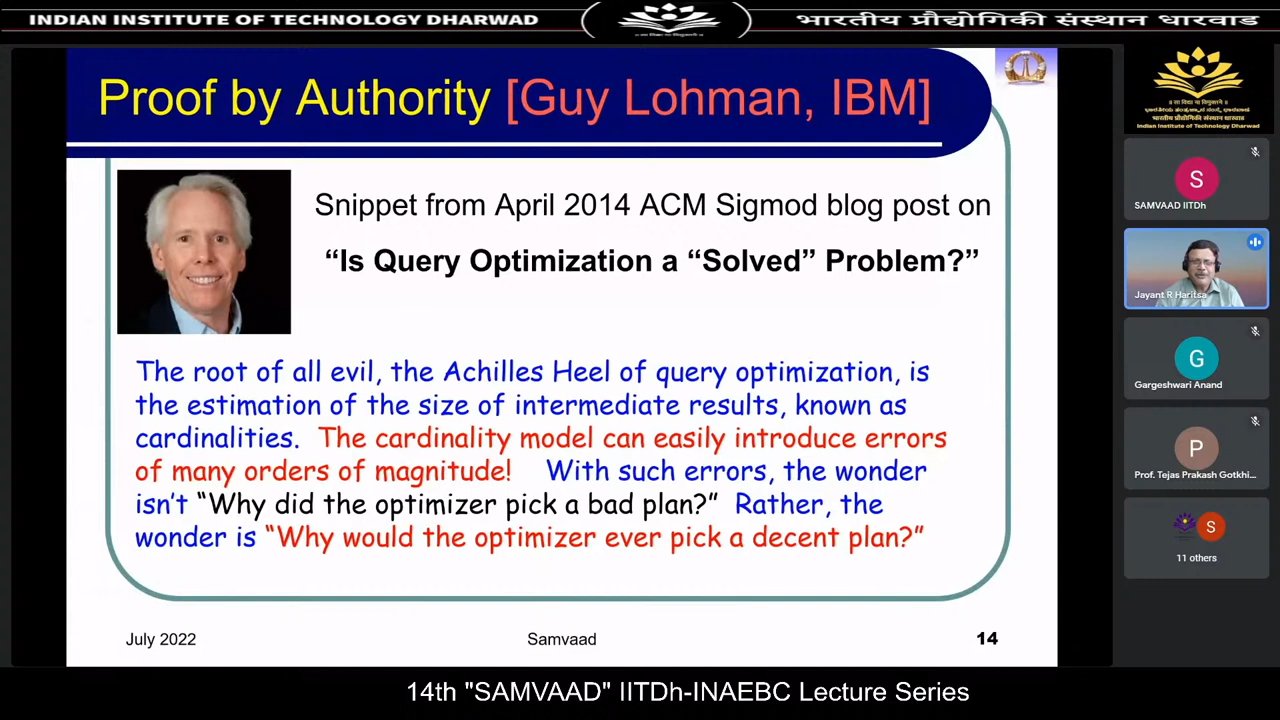 INDIAN INSTITUTE OF TECHNOLOGY DHARWAD
भारतीय प्रौद्योगिकी संस्थान धारवाड
Proof by Authority [Guy Lohman, IBM]
Snippet from April 2014 ACM Sigmod blog post on
“Is Query Optimization a “Solved” Problem?”
The root of all evil, the Achilles Heel of query optimization, is
the estimation of the size of intermediate results, known as
cardinalities. The cardinality model can easily introduce errors
of many orders of magnitude! With such errors, the wonder
isn’t “Why did the optimizer pick a bad plan?” Rather, the
wonder is “Why would the optimizer ever pick a decent plan?”
July 2022
Samvaad
14
Indian Institute of Technology Dharwad
S
SAMVAAD IITDh
Jayant R Haritsa
G
Gargeshwari Anand
P
Prof. Tejas Prakash Gotkhi...
S
11 others
14th "SAMVAAD" IITDh-INAEBC Lecture Series